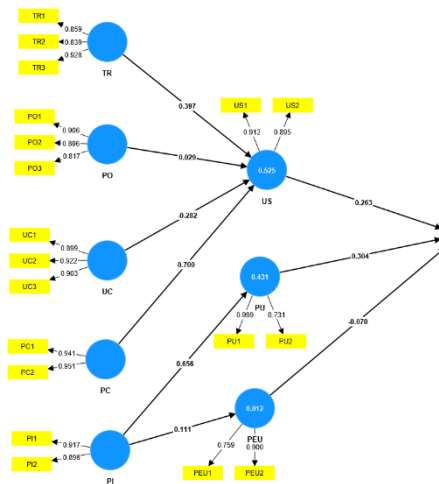 TR1
0.859
TR2
0.839
TR3
0.928
TR
0.397
PO1
0.906
PO2
0.896
PO3
0.817
PO
0.029
US1
US2
0.912
0.895
0.525
US
UC1
0.899
UC2
0.922
UC3
0.903
UC
-0.282
0.263
PC1
0.941
PC2
0.951
PC
0.700
0.431
PU
0.304
0.999
0.731
PU1
PU2
0.656
-0.070
PI1
0.917
PI2
0.898
PI
0.111
0.012
PEU
0.759
0.900
PEU1
PEU2